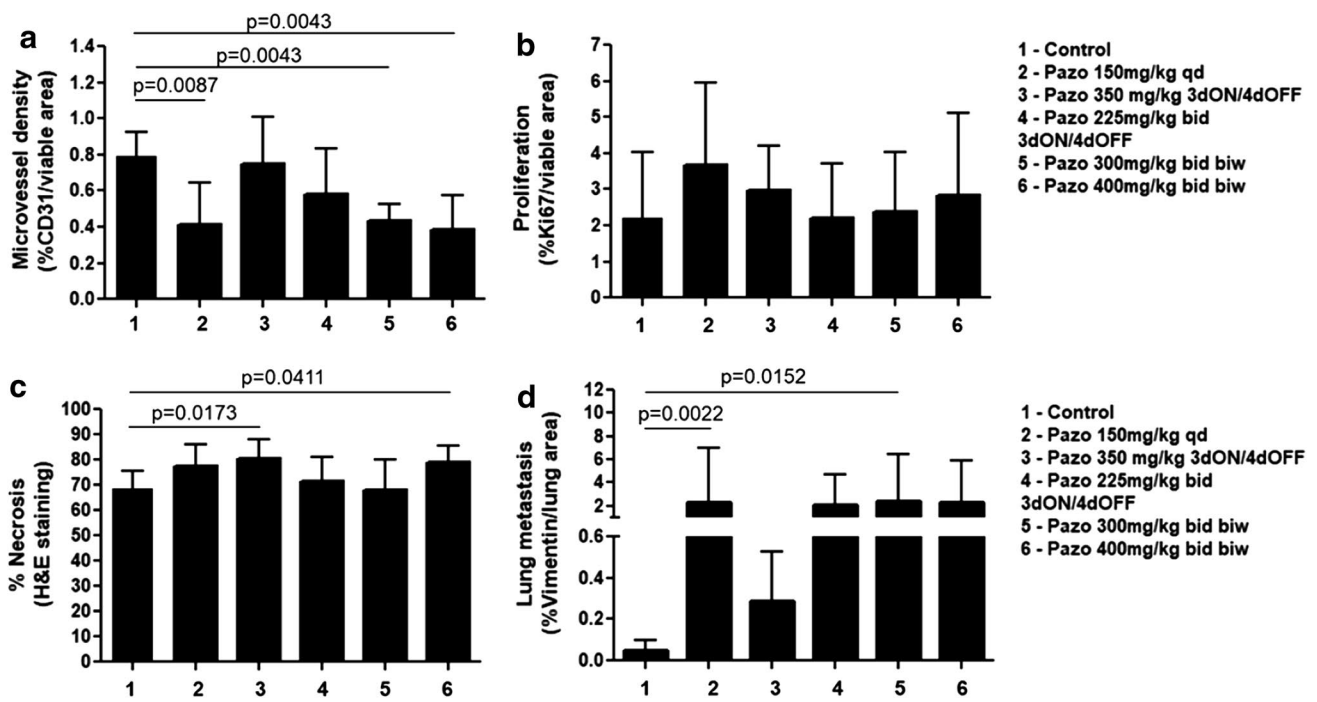 a
p=0.0043
p=0.0043
p=0.0087
Microvessel density
(%CD31/viable area)
1.4
1.2
1.0
0.8
0.6
0.4
0.2
0.0
1 2 3 4 5 6
b
Proliferation
(%Ki67/viable area)
7
6
5
4
3
2
1
0
1 2 3 4 5 6
1 - Control
2 - Pazo 150mg/kg qd
3 - Pazo 350 mg/kg 3dON/4dOFF
4 - Pazo 225mg/kg bid
3dON/4dOFF
5 - Pazo 300mg/kg bid biw
6 - Pazo 400mg/kg bid biw
c
p=0.0411
p=0.0173
% Necrosis
(H&E staining)
100
90
80
70
60
50
40
30
20
10
0
1 2 3 4 5 6
d
p=0.0152
p=0.0022
Lung metastasis
(%Vimentin/lung area)
12
10
8
6
4
2
0.6
0.4
0.2
0.0
1 2 3 4 5 6
1 - Control
2 - Pazo 150mg/kg qd
3 - Pazo 350 mg/kg 3dON/4dOFF
4 - Pazo 225mg/kg bid
3dON/4dOFF
5 - Pazo 300mg/kg bid biw
6 - Pazo 400mg/kg bid biw